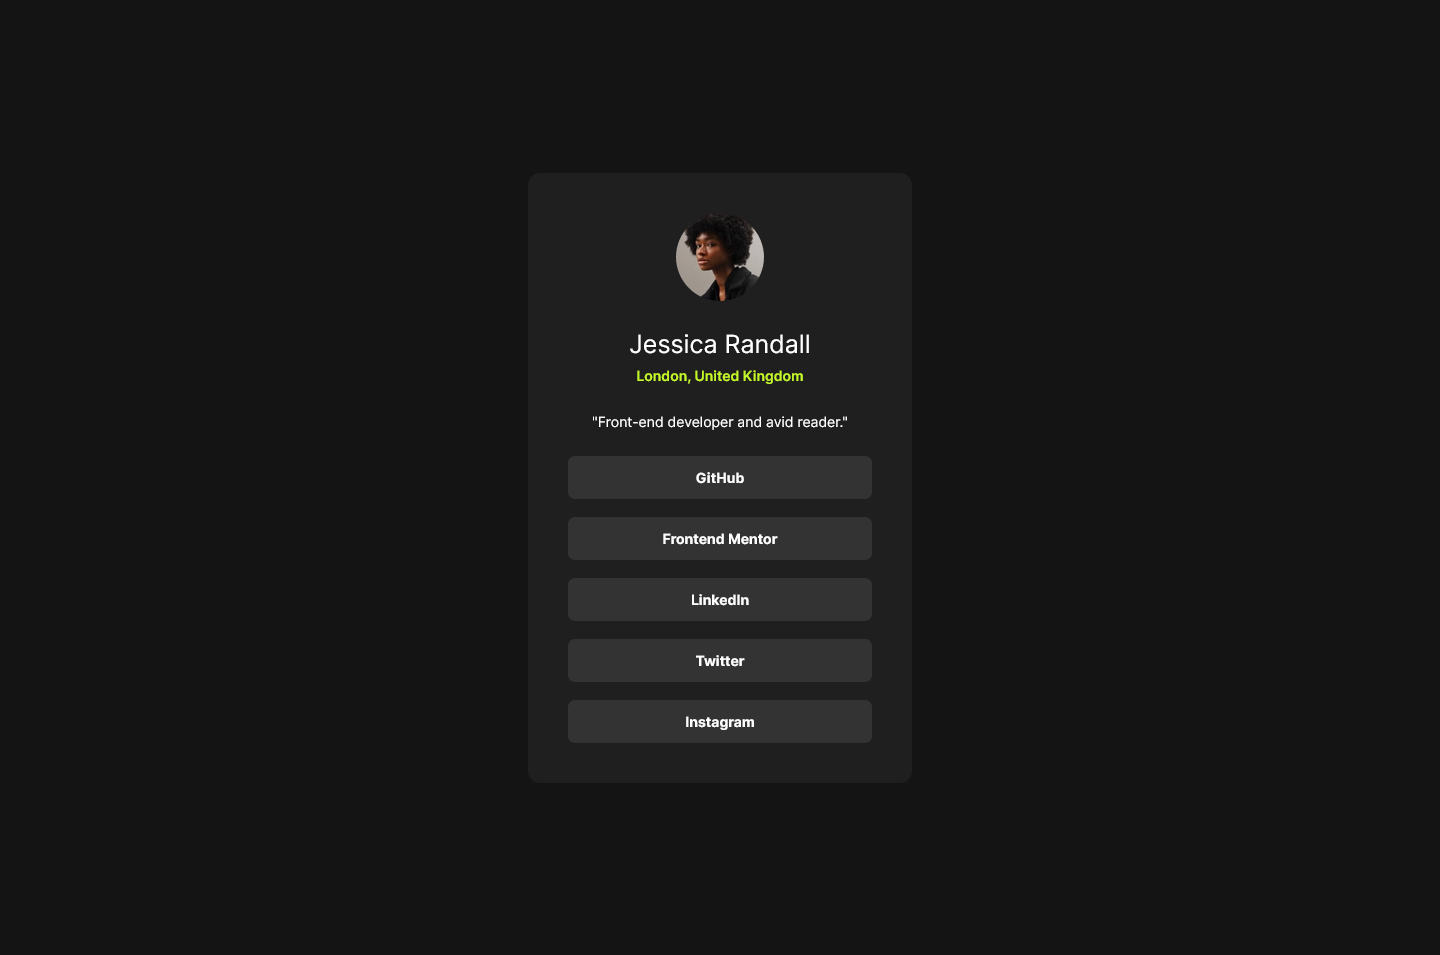 Jessica Randall
London, United Kingdom
"Front-end developer and avid reader."
GitHub
Frontend Mentor
LinkedIn
Twitter
Instagram